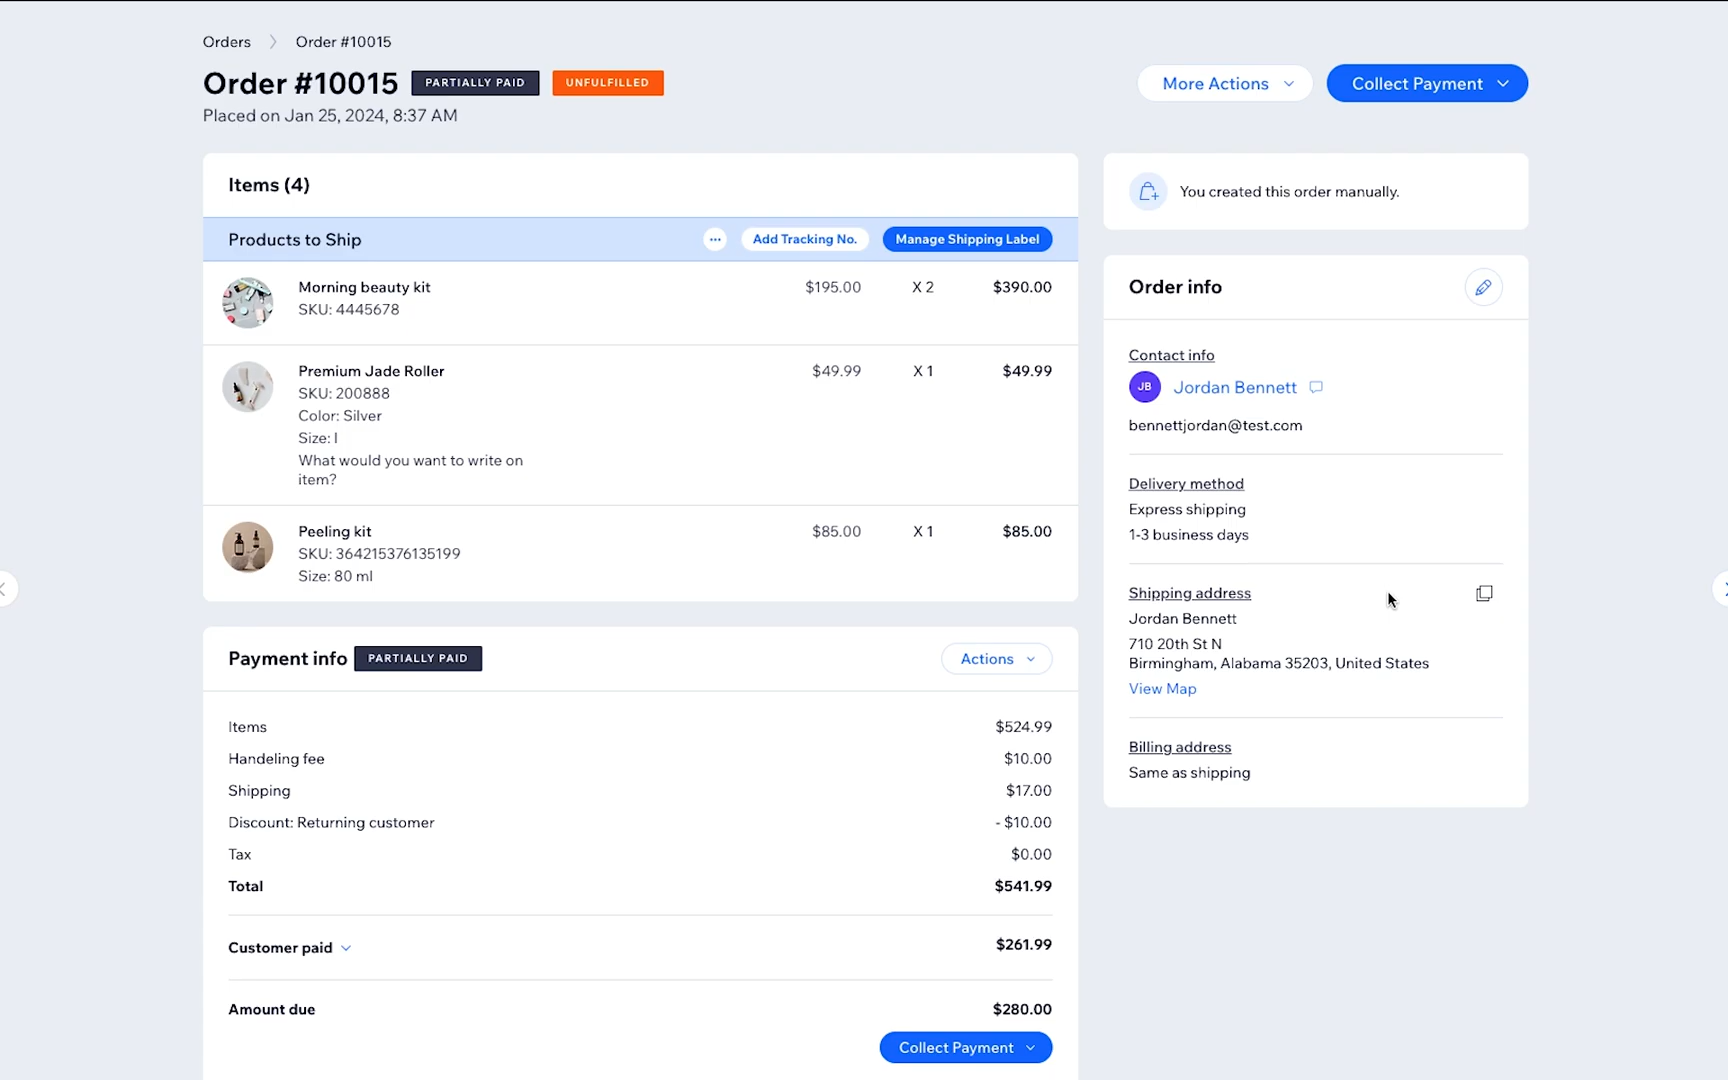 Orders
Order #10015
Order #10015
PARTIALLY PAID
UNFULFILLED
More Actions
Collect Payment
Placed on Jan 25, 2024, 8:37 AM
Items (4)
Products to Ship
Add Tracking No.
Manage Shipping Label
Morning beauty kit
$195.00
X 2
$390.00
SKU: 4445678
Premium Jade Roller
$49.99
X 1
$49.99
SKU: 200888
Color: Silver
Size: l
What would you want to write on
item?
Peeling kit
$85.00
X 1
$85.00
SKU: 364215376135199
Size: 80 ml
Payment info
PARTIALLY PAID
Actions
Items
$524.99
Handeling fee
$10.00
Shipping
$17.00
Discount: Returning customer
- $10.00
Tax
$0.00
Total
$541.99
Customer paid
$261.99
Amount due
$280.00
Collect Payment
You created this order manually.
Order info
Contact info
JB
Jordan Bennett
bennettjordan@test.com
Delivery method
Express shipping
1-3 business days
Shipping address
Jordan Bennett
710 20th St N
Birmingham, Alabama 35203, United States
View Map
Billing address
Same as shipping